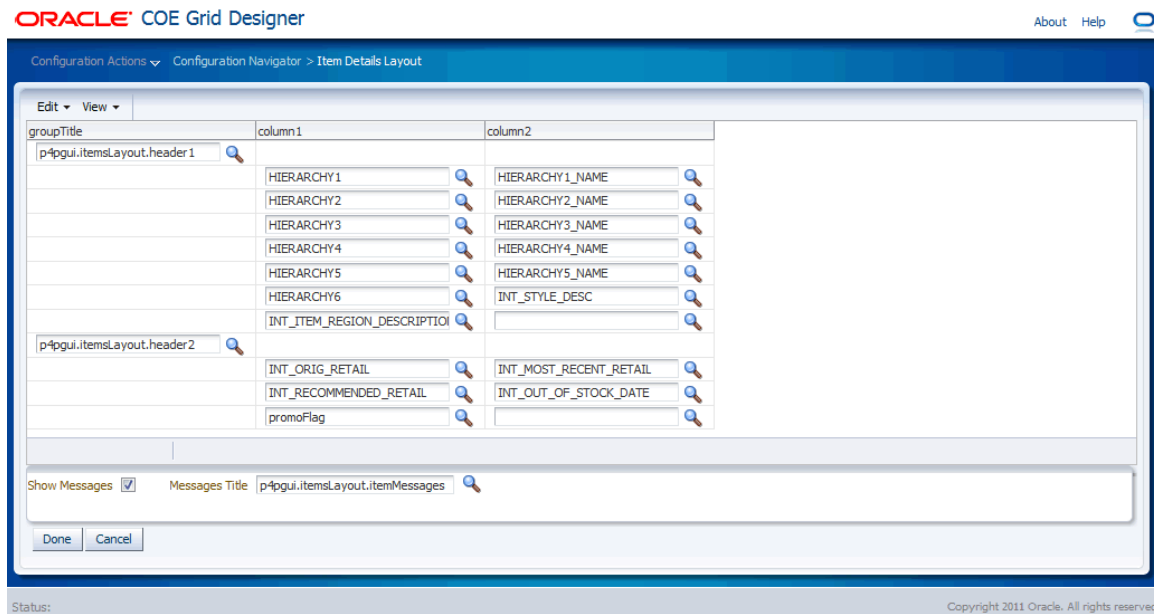 ORACLE COE Grid Designer
About Help
Configuration Actions Configuration Navigator > Item Details Layout
Edit View
groupTitle column1 column2
p4pgui.itemsLayout.header1
HIERARCHY1 HIERARCHY1_NAME
HIERARCHY2 HIERARCHY2_NAME
HIERARCHY3 HIERARCHY3_NAME
HIERARCHY4 HIERARCHY4_NAME
HIERARCHY5 HIERARCHY5_NAME
HIERARCHY6 INT_STYLE_DESC
INT_ITEM_REGION_DESCRIPTION
p4pgui.itemsLayout.header2
INT_ORIG_RETAIL INT_MOST_RECENT_RETAIL
INT_RECOMMENDED_RETAIL INT_OUT_OF_STOCK_DATE
promoFlag
Show Messages Messages Title p4pgui.itemsLayout.itemMessages
Done Cancel
Status: Copyright 2011 Oracle. All rights reserved